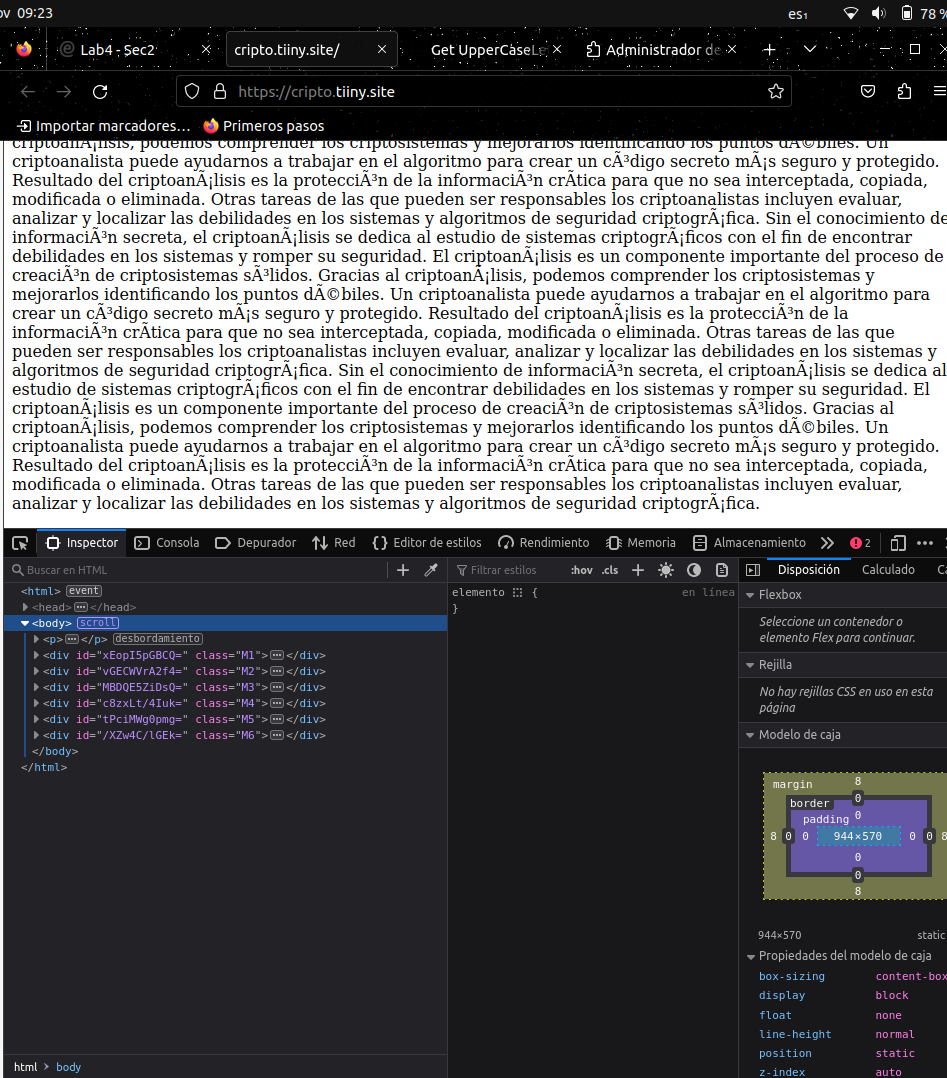 ov 09:23
es₁
78 %
Lab4 - Sec2
cripto.tiiny.site/
Get UpperCaseLe
Administrador de
https://cripto.tiiny.site
Importar marcadores…
Primeros pasos
criptoanÃ¡lisis, podemos comprender los criptosistemas y mejorarlos identificando los puntos dÃ©biles. Un
criptoanalista puede ayudarnos a trabajar en el algoritmo para crear un cÃ³digo secreto mÃ¡s seguro y protegido.
Resultado del criptoanÃ¡lisis es la protecciÃ³n de la informaciÃ³n crÃ­tica para que no sea interceptada, copiada,
modificada o eliminada. Otras tareas de las que pueden ser responsables los criptoanalistas incluyen evaluar,
analizar y localizar las debilidades en los sistemas y algoritmos de seguridad criptogrÃ¡fica. Sin el conocimiento de
informaciÃ³n secreta, el criptoanÃ¡lisis se dedica al estudio de sistemas criptogrÃ¡ficos con el fin de encontrar
debilidades en los sistemas y romper su seguridad. El criptoanÃ¡lisis es un componente importante del proceso de
creaciÃ³n de criptosistemas sÃ³lidos. Gracias al criptoanÃ¡lisis, podemos comprender los criptosistemas y
mejorarlos identificando los puntos dÃ©biles. Un criptoanalista puede ayudarnos a trabajar en el algoritmo para
crear un cÃ³digo secreto mÃ¡s seguro y protegido. Resultado del criptoanÃ¡lisis es la protecciÃ³n de la
informaciÃ³n crÃ­tica para que no sea interceptada, copiada, modificada o eliminada. Otras tareas de las que
pueden ser responsables los criptoanalistas incluyen evaluar, analizar y localizar las debilidades en los sistemas y
algoritmos de seguridad criptogrÃ¡fica. Sin el conocimiento de informaciÃ³n secreta, el criptoanÃ¡lisis se dedica al
estudio de sistemas criptogrÃ¡ficos con el fin de encontrar debilidades en los sistemas y romper su seguridad. El
criptoanÃ¡lisis es un componente importante del proceso de creaciÃ³n de criptosistemas sÃ³lidos. Gracias al
criptoanÃ¡lisis, podemos comprender los criptosistemas y mejorarlos identificando los puntos dÃ©biles. Un
criptoanalista puede ayudarnos a trabajar en el algoritmo para crear un cÃ³digo secreto mÃ¡s seguro y protegido.
Resultado del criptoanÃ¡lisis es la protecciÃ³n de la informaciÃ³n crÃ­tica para que no sea interceptada, copiada,
modificada o eliminada. Otras tareas de las que pueden ser responsables los criptoanalistas incluyen evaluar,
analizar y localizar las debilidades en los sistemas y algoritmos de seguridad criptogrÃ¡fica.
Inspector
Consola
Depurador
Red
Editor de estilos
Rendimiento
Memoria
Almacenamiento
2
Buscar en HTML
Filtrar estilos
:hov .cls
Disposición
Calculado
Ca
<html> event
<head>…</head>
<body> scroll
<p>…</p> desbordamiento
<div id="xEopI5pGBCQ=" class="M1">…</div>
<div id="vGECWVrA2f4=" class="M2">…</div>
<div id="MBDQE5ZiDsQ=" class="M3">…</div>
<div id="c8zxLt/4Iuk=" class="M4">…</div>
<div id="tPciMWg0pmg=" class="M5">…</div>
<div id="/XZw4C/lGEk=" class="M6">…</div>
</body>
</html>
elemento { en línea
}
Flexbox
Seleccione un contenedor o
elemento Flex para continuar.
Rejilla
No hay rejillas CSS en uso en esta
página
Modelo de caja
margin 8
border 0
padding 0
8 0 0 944×570 0 0 8
0
0
8
944×570 static
Propiedades del modelo de caja
box-sizing content-box
display block
float none
line-height normal
position static
z-index auto
html > body